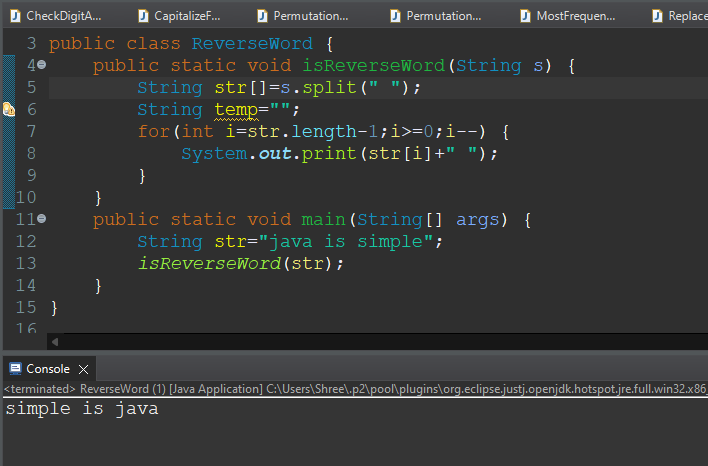 CheckDigitA... CapitalizeF... Permutation... Permutation... MostFrequen... Replace
3 public class ReverseWord {
4 public static void isReverseWord(String s) {
5 String str[]=s.split(" ");
6 String temp="";
7 for(int i=str.length-1;i>=0;i--) {
8 System.out.print(str[i]+" ");
9 }
10 }
11 public static void main(String[] args) {
12 String str="java is simple";
13 isReverseWord(str);
14 }
15 }
16
Console
<terminated> ReverseWord (1) [Java Application] C:\Users\Shree\.p2\pool\plugins\org.eclipse.justj.openjdk.hotspot.jre.full.win32.x86_
simple is java